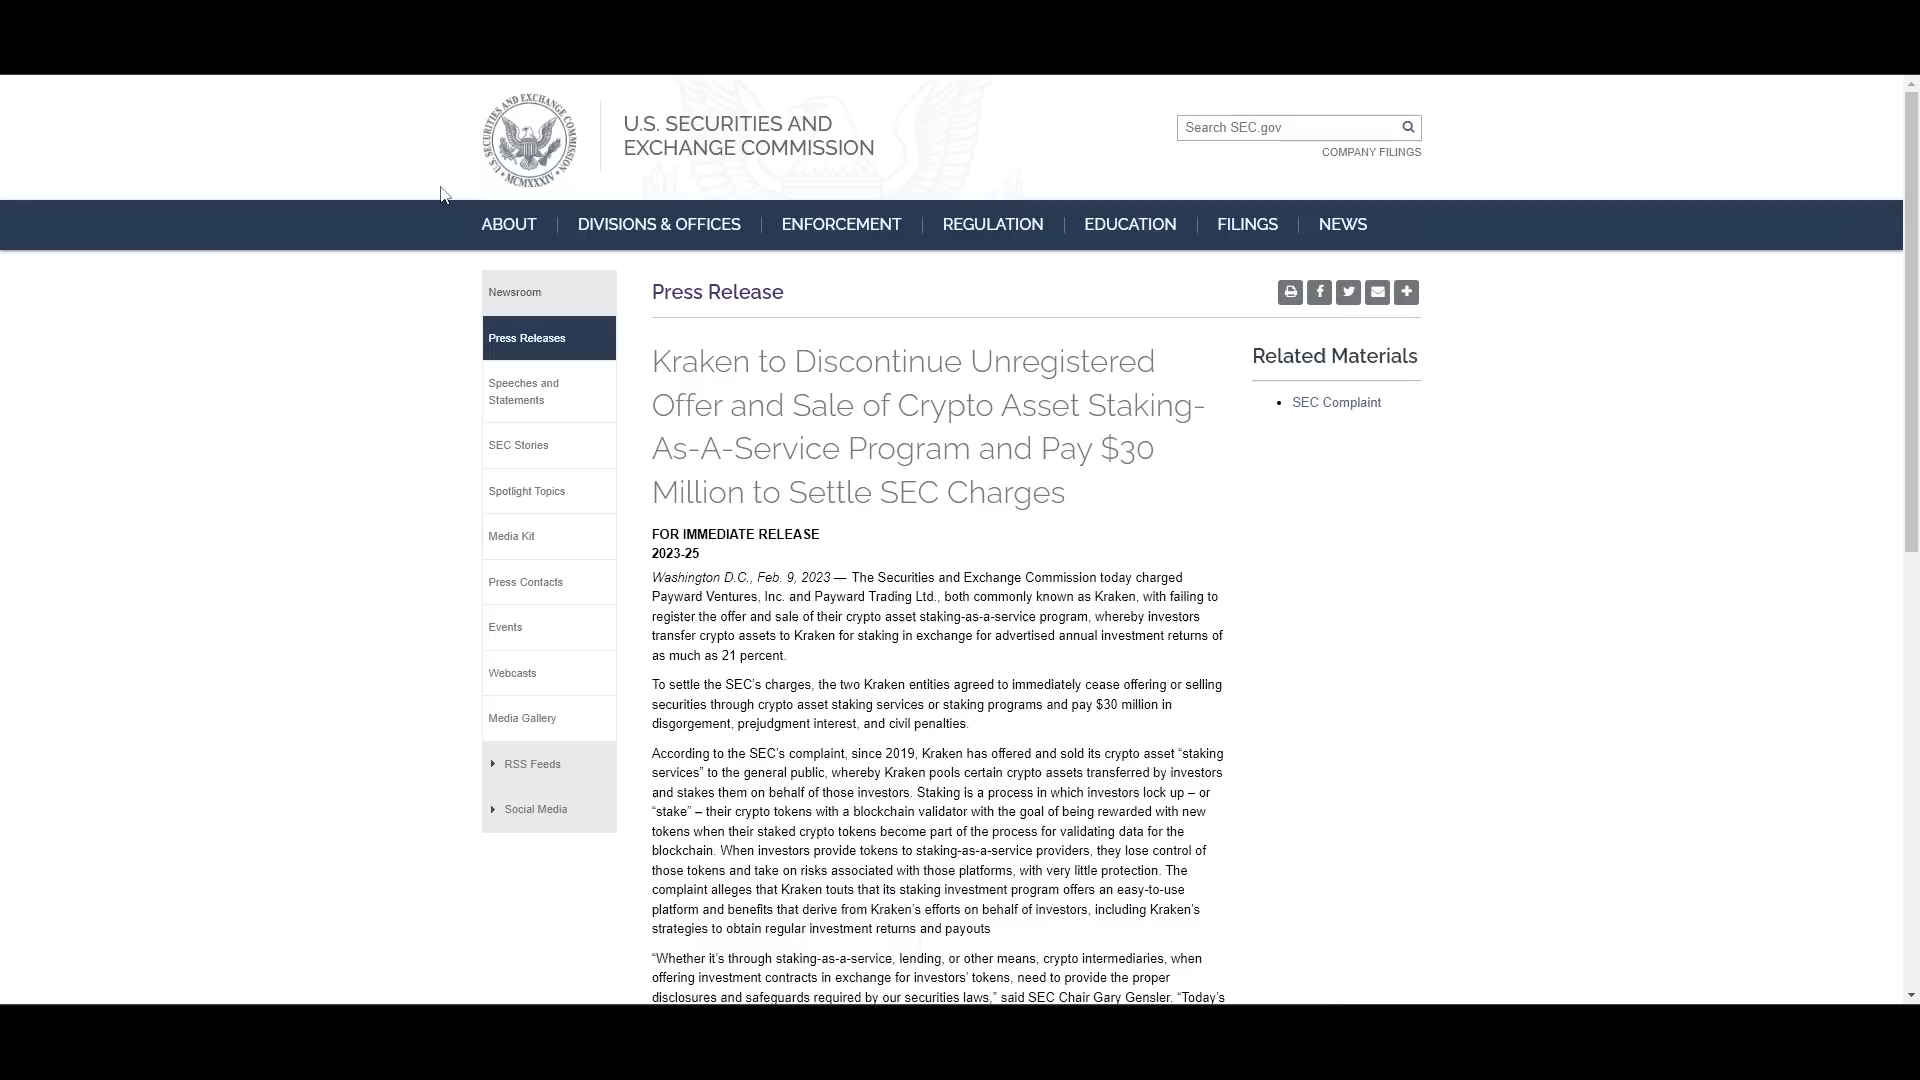 U.S. SECURITIES AND
EXCHANGE COMMISSION
U.S. SECURITIES AND EXCHANGE COMMISSION
MCMXXXIV
Search SEC.gov
COMPANY FILINGS
ABOUT
DIVISIONS & OFFICES
ENFORCEMENT
REGULATION
EDUCATION
FILINGS
NEWS
Newsroom
Press Releases
Speeches and
Statements
SEC Stories
Spotlight Topics
Media Kit
Press Contacts
Events
Webcasts
Media Gallery
RSS Feeds
Social Media
Press Release
Kraken to Discontinue Unregistered
Offer and Sale of Crypto Asset Staking-
As-A-Service Program and Pay $30
Million to Settle SEC Charges
FOR IMMEDIATE RELEASE
2023-25
Washington D.C., Feb. 9, 2023 — The Securities and Exchange Commission today charged
Payward Ventures, Inc. and Payward Trading Ltd., both commonly known as Kraken, with failing to
register the offer and sale of their crypto asset staking-as-a-service program, whereby investors
transfer crypto assets to Kraken for staking in exchange for advertised annual investment returns of
as much as 21 percent.
To settle the SEC’s charges, the two Kraken entities agreed to immediately cease offering or selling
securities through crypto asset staking services or staking programs and pay $30 million in
disgorgement, prejudgment interest, and civil penalties.
According to the SEC’s complaint, since 2019, Kraken has offered and sold its crypto asset “staking
services” to the general public, whereby Kraken pools certain crypto assets transferred by investors
and stakes them on behalf of those investors. Staking is a process in which investors lock up – or
“stake” – their crypto tokens with a blockchain validator with the goal of being rewarded with new
tokens when their staked crypto tokens become part of the process for validating data for the
blockchain. When investors provide tokens to staking-as-a-service providers, they lose control of
those tokens and take on risks associated with those platforms, with very little protection. The
complaint alleges that Kraken touts that its staking investment program offers an easy-to-use
platform and benefits that derive from Kraken’s efforts on behalf of investors, including Kraken’s
strategies to obtain regular investment returns and payouts
“Whether it’s through staking-as-a-service, lending, or other means, crypto intermediaries, when
offering investment contracts in exchange for investors’ tokens, need to provide the proper
disclosures and safeguards required by our securities laws,” said SEC Chair Gary Gensler. “Today’s
Related Materials
SEC Complaint